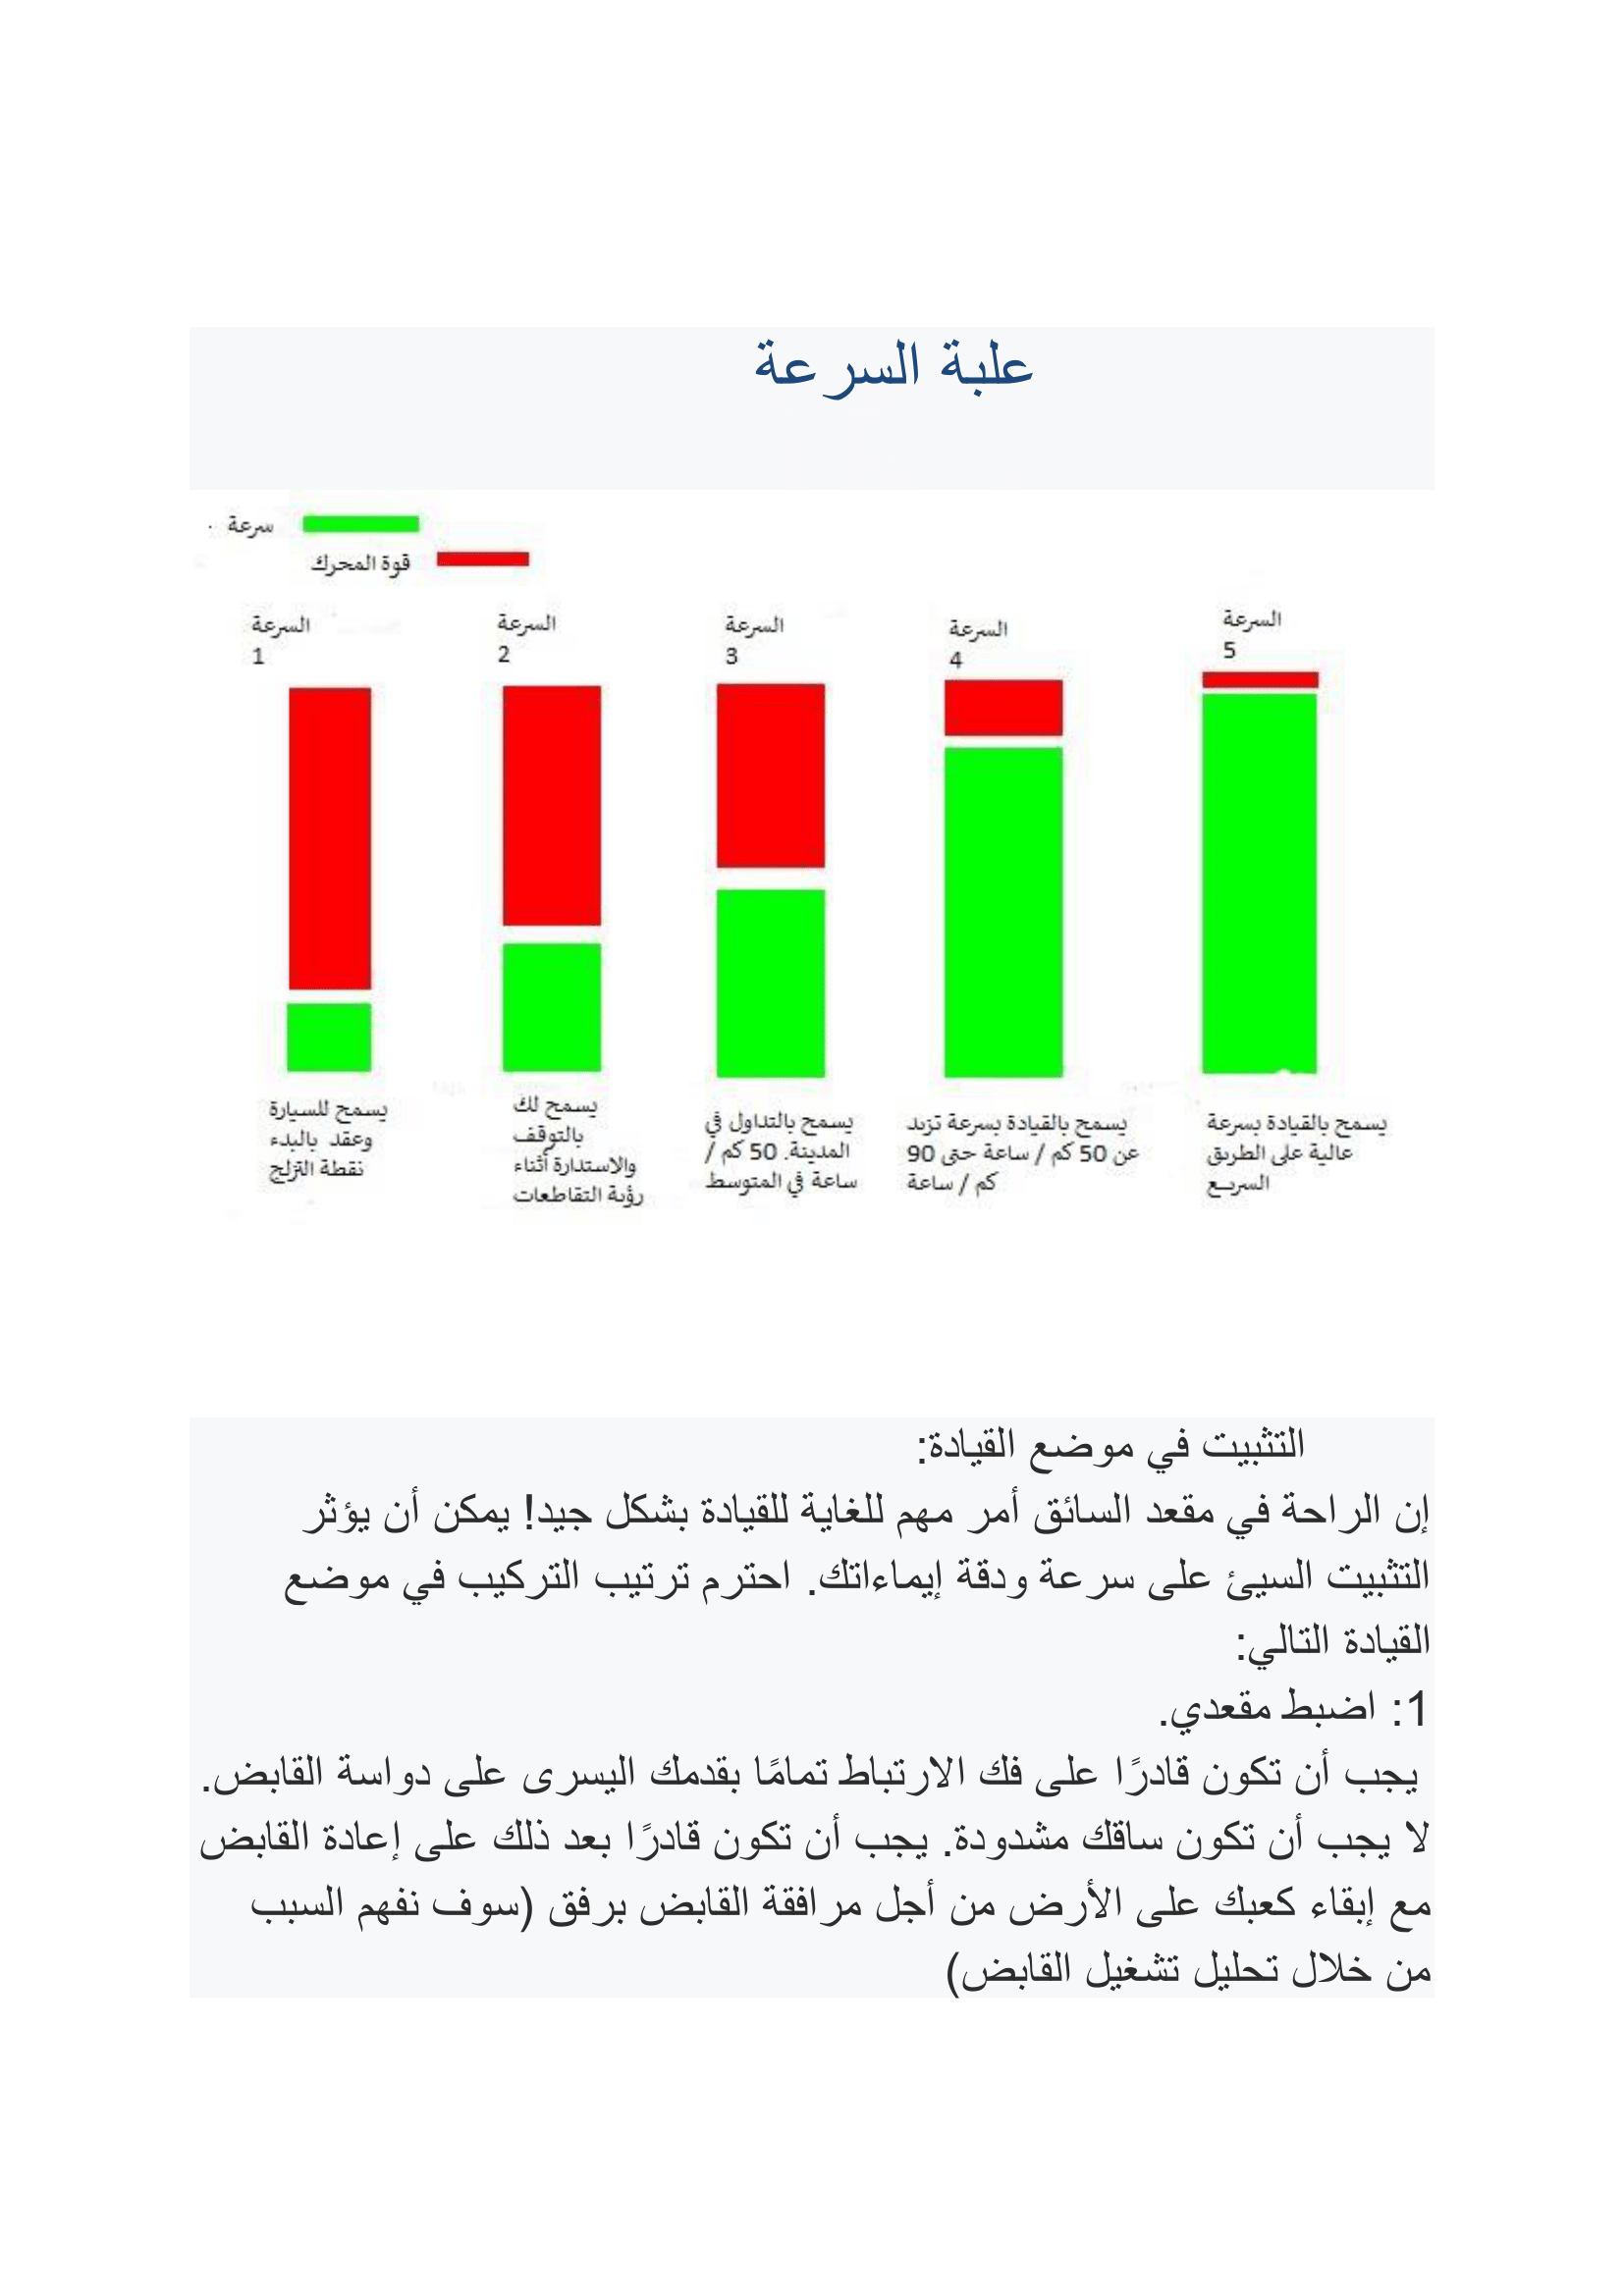 علبة السرعة
سرعة
قوة المحرك
السرعة
1
السرعة
2
السرعة
3
السرعة
4
السرعة
5
يسمح للسيارة
وعقد بالبدء
نقطة التزلج
يسمح لك
بالتوقف
والاستدارة أثناء
رؤية التقاطعات
يسمح بالتداول في
المدينة. 50 كم /
ساعة في المتوسط
يسمح بالقيادة بسرعة تزيد
عن 50 كم / ساعة حتى 90
كم / ساعة
يسمح بالقيادة بسرعة
عالية على الطريق
السريع
التثبيت في موضع القيادة:
إن الراحة في مقعد السائق أمر مهم للغاية للقيادة بشكل جيد! يمكن أن يؤثر
التثبيت السيئ على سرعة ودقة إيماءاتك. احترم ترتيب التركيب في موضع
القيادة التالي:
1: اضبط مقعدي.
يجب أن تكون قادرًا على فك الارتباط تمامًا بقدمك اليسرى على دواسة القابض.
لا يجب أن تكون ساقك مشدودة. يجب أن تكون قادرًا بعد ذلك على إعادة القابض
مع إبقاء كعبك على الأرض من أجل مرافقة القابض برفق (سوف نفهم السبب
من خلال تحليل تشغيل القابض)